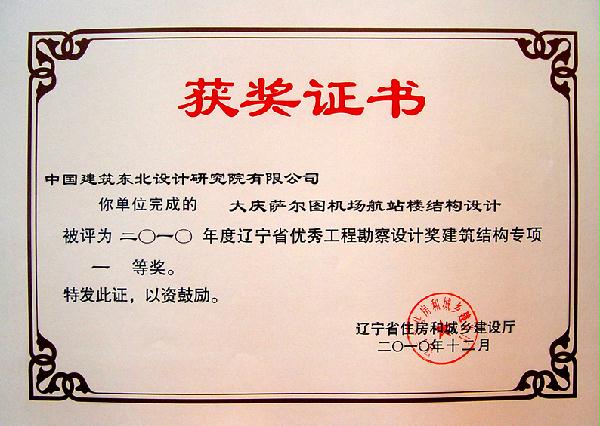 获奖证书
中国建筑东北设计研究院有限公司
你单位完成的 大庆萨尔图机场航站楼结构设计
被评为 二〇一〇 年度辽宁省优秀工程勘察设计奖建筑结构专项
一 等奖。
特发此证，以资鼓励。
辽宁省住房和城乡建设厅
二〇一〇年十二月